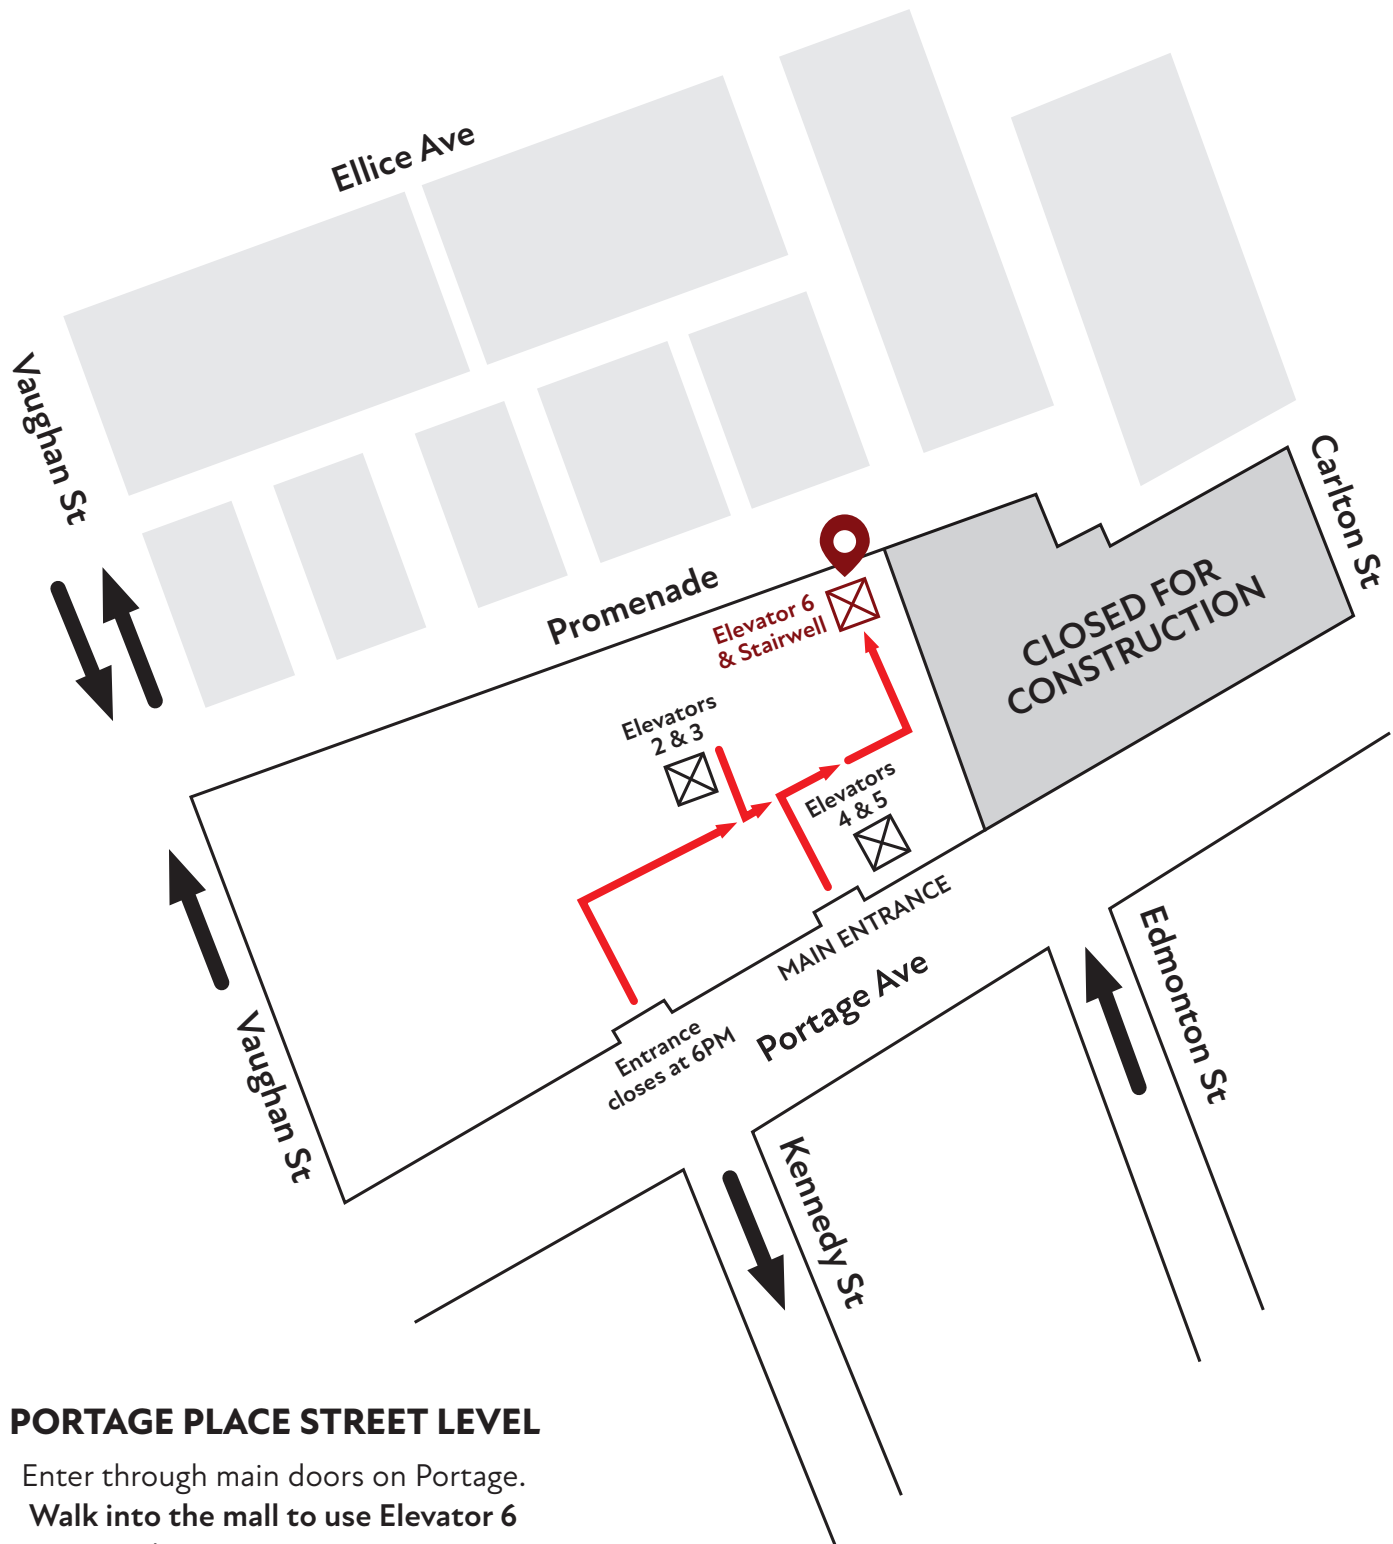 Ellice Ave
Vaughan St
Carlton St
Promenade
CLOSED FOR
CONSTRUCTION
Elevator 6
& Stairwell
Elevators
2 & 3
Elevators
4 & 5
MAIN ENTRANCE
Portage Ave
Entrance
closes at 6PM
Vaughan St
Edmonton St
Kennedy St
PORTAGE PLACE STREET LEVEL
Enter through main doors on Portage.
Walk into the mall to use Elevator 6